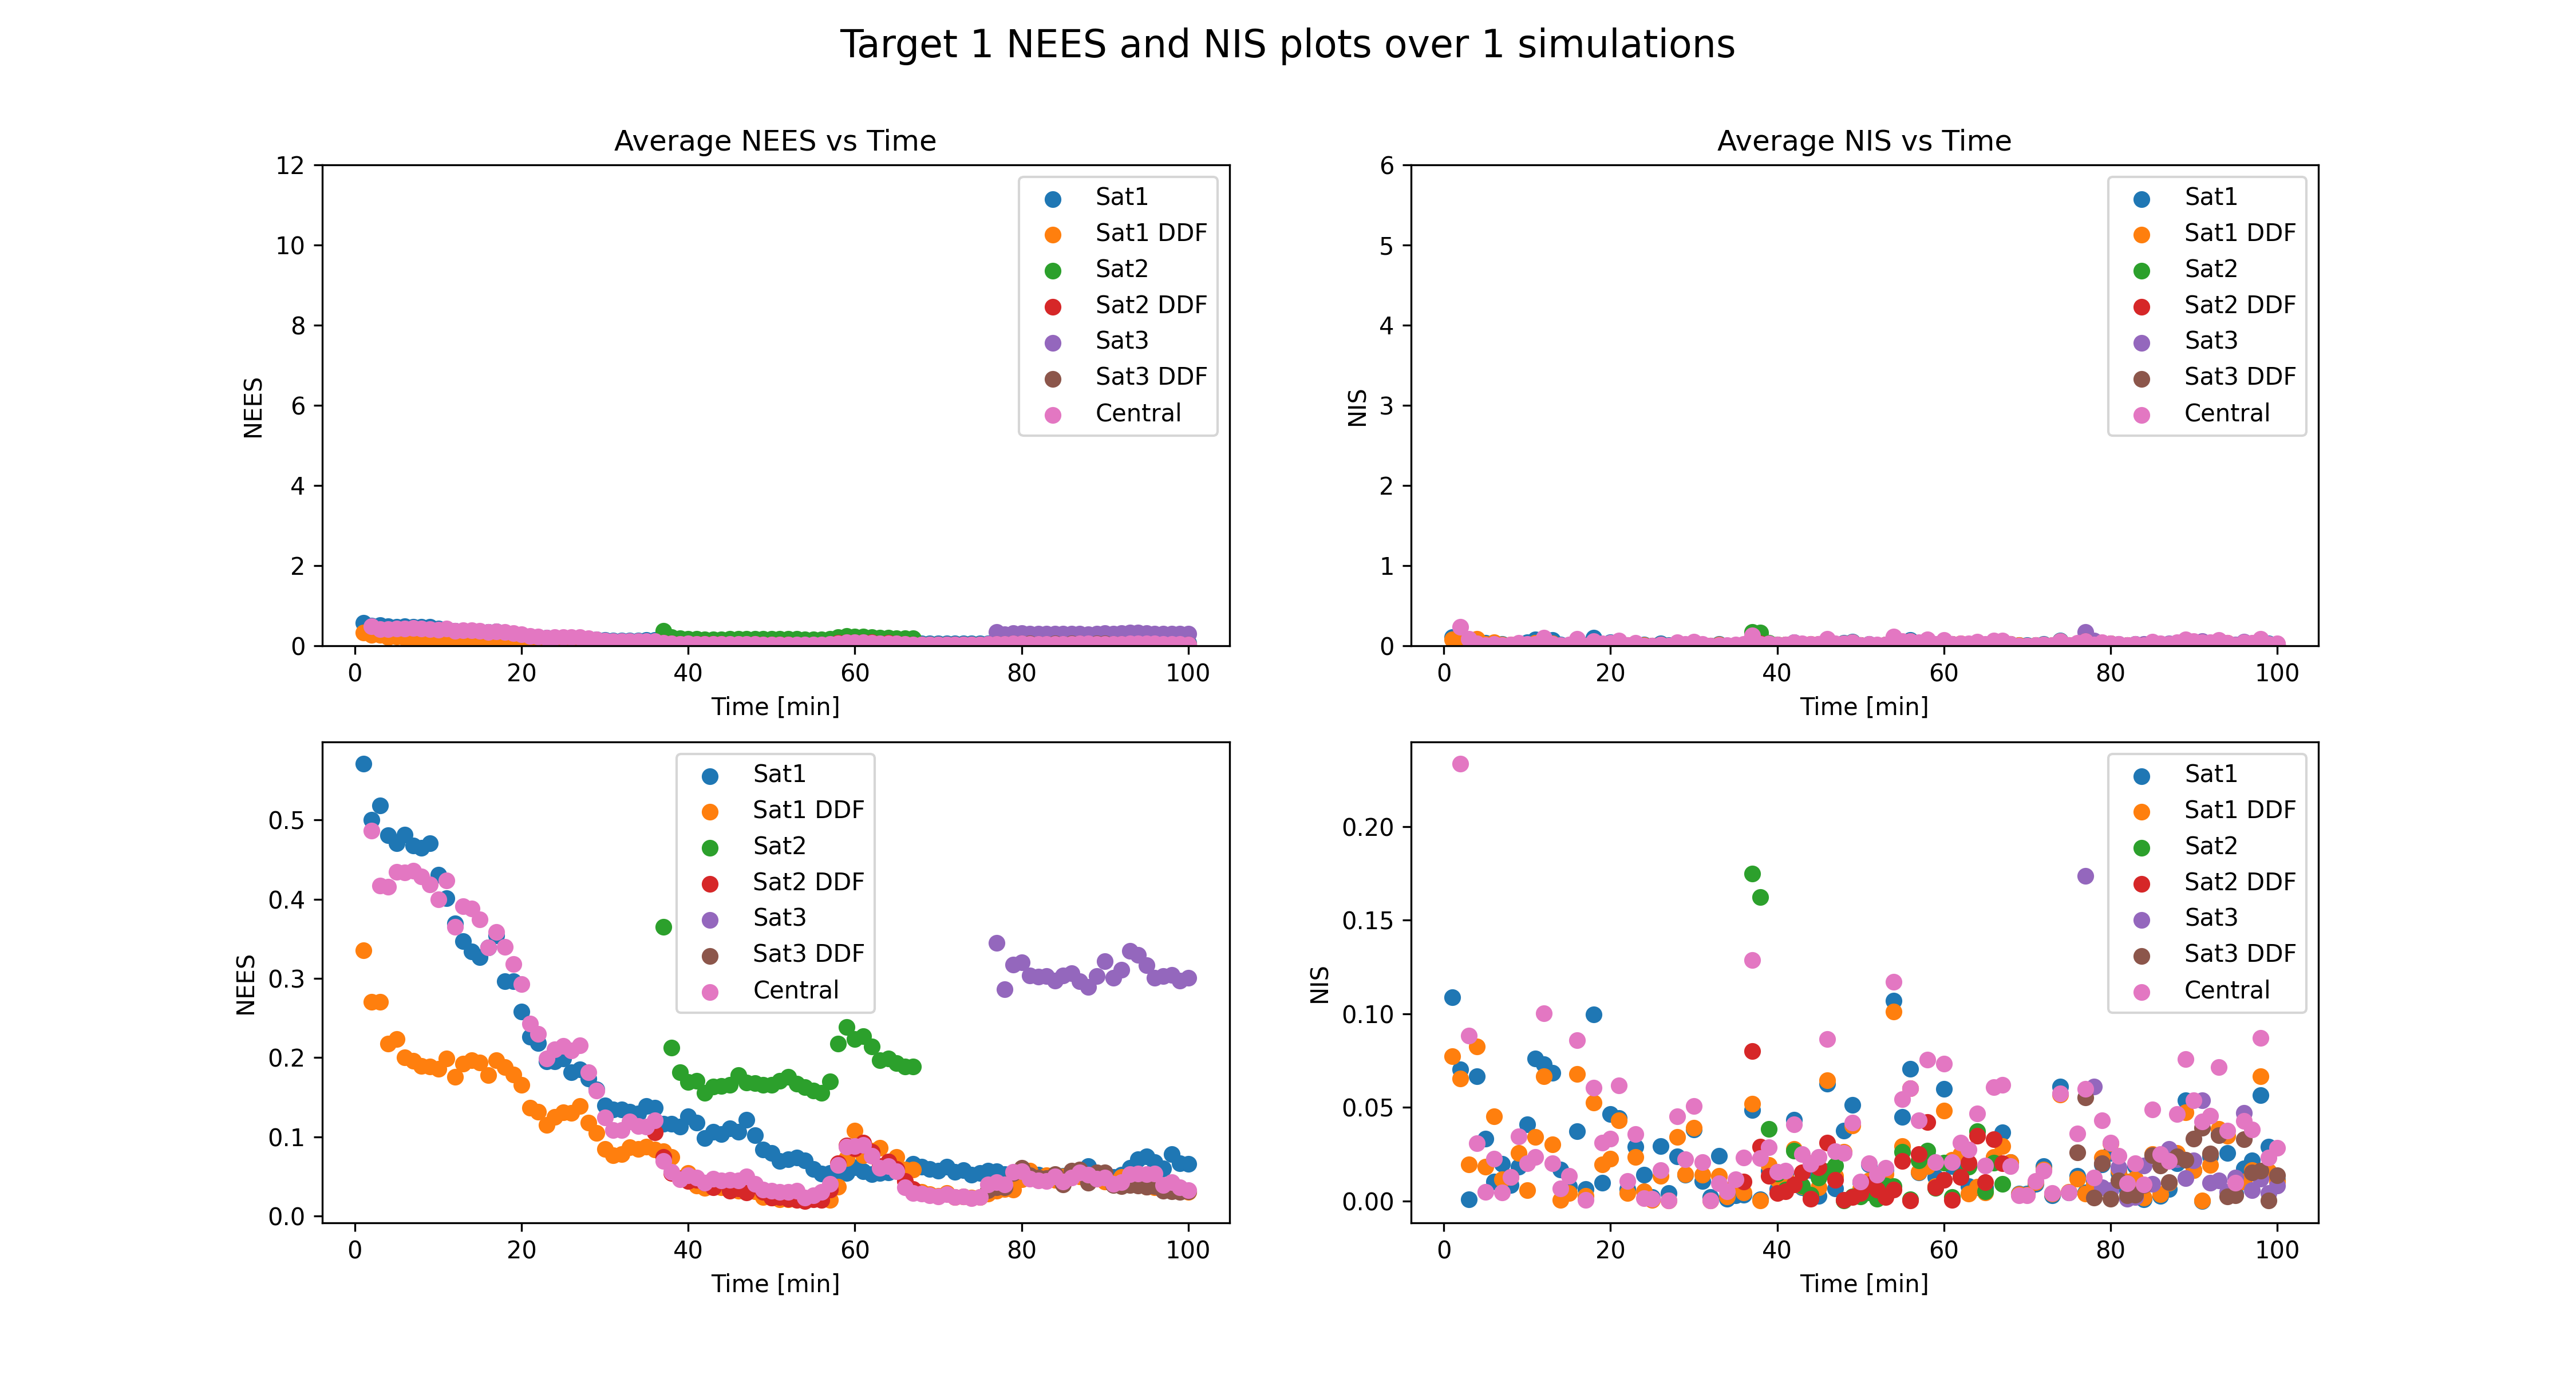 Target 1 NEES and NIS plots over 1 simulations
Average NEES vs Time
12
10
8
6
4
2
0
NEES
0 20 40 60 80 100
Time [min]
Sat1
Sat1 DDF
Sat2
Sat2 DDF
Sat3
Sat3 DDF
Central
Average NIS vs Time
6
5
4
3
2
1
0
NIS
0 20 40 60 80 100
Time [min]
Sat1
Sat1 DDF
Sat2
Sat2 DDF
Sat3
Sat3 DDF
Central
0.5
0.4
0.3
0.2
0.1
0.0
NEES
0 20 40 60 80 100
Time [min]
Sat1
Sat1 DDF
Sat2
Sat2 DDF
Sat3
Sat3 DDF
Central
0.20
0.15
0.10
0.05
0.00
NIS
0 20 40 60 80 100
Time [min]
Sat1
Sat1 DDF
Sat2
Sat2 DDF
Sat3
Sat3 DDF
Central